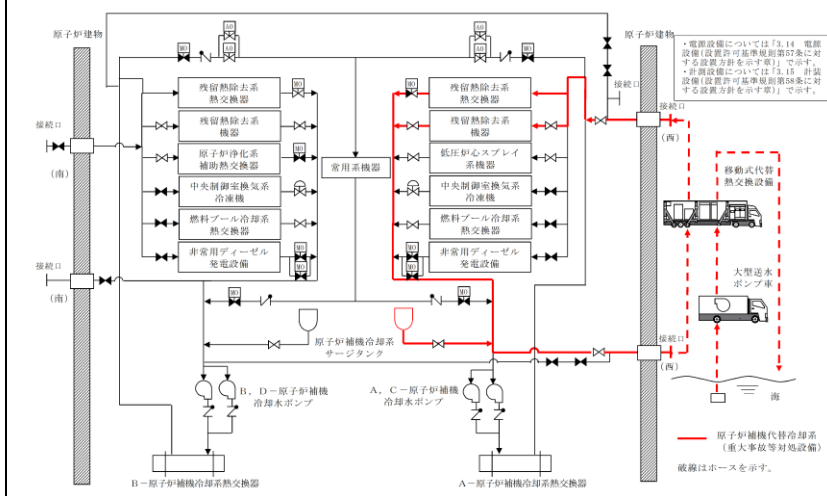 原子炉建物
原子炉建物
・電源設備については「3.14 電源
設備(設置許可基準規則第57条に対
する設置方針を示す章)」で示す。
・計測設備については「3.15 計装
設備(設置許可基準規則第58条に対
する設置方針を示す章)」で示す。
AO
AO
MO
AO
AO
MO
接続口
(南)
接続口
(南)
残留熱除去系
熱交換器
MO
残留熱除去系
機器
原子炉浄化系
補助熱交換器
MO
中央制御室換気系
冷凍機
燃料プール冷却系
熱交換器
非常用ディーゼル
発電設備
MO
MO
常用系機器
MO
残留熱除去系
熱交換器
残留熱除去系
機器
低圧炉心スプレイ
系機器
中央制御室換気系
冷凍機
燃料プール冷却系
熱交換器
MO
MO
非常用ディーゼル
発電設備
接続口
接続口
(西)
移動式代替
熱交換設備
大型送水
ポンプ車
接続口
(西)
海
MO
MO
原子炉補機冷却系
サージタンク
B,D-原子炉補機
冷却水ポンプ
A,C-原子炉補機
冷却水ポンプ
B-原子炉補機冷却系熱交換器
A-原子炉補機冷却系熱交換器
原子炉補機代替冷却系
(重大事故等対処設備)
破線はホースを示す。